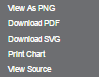 View As PNG
Download PDF
Download SVG
Print Chart
View Source